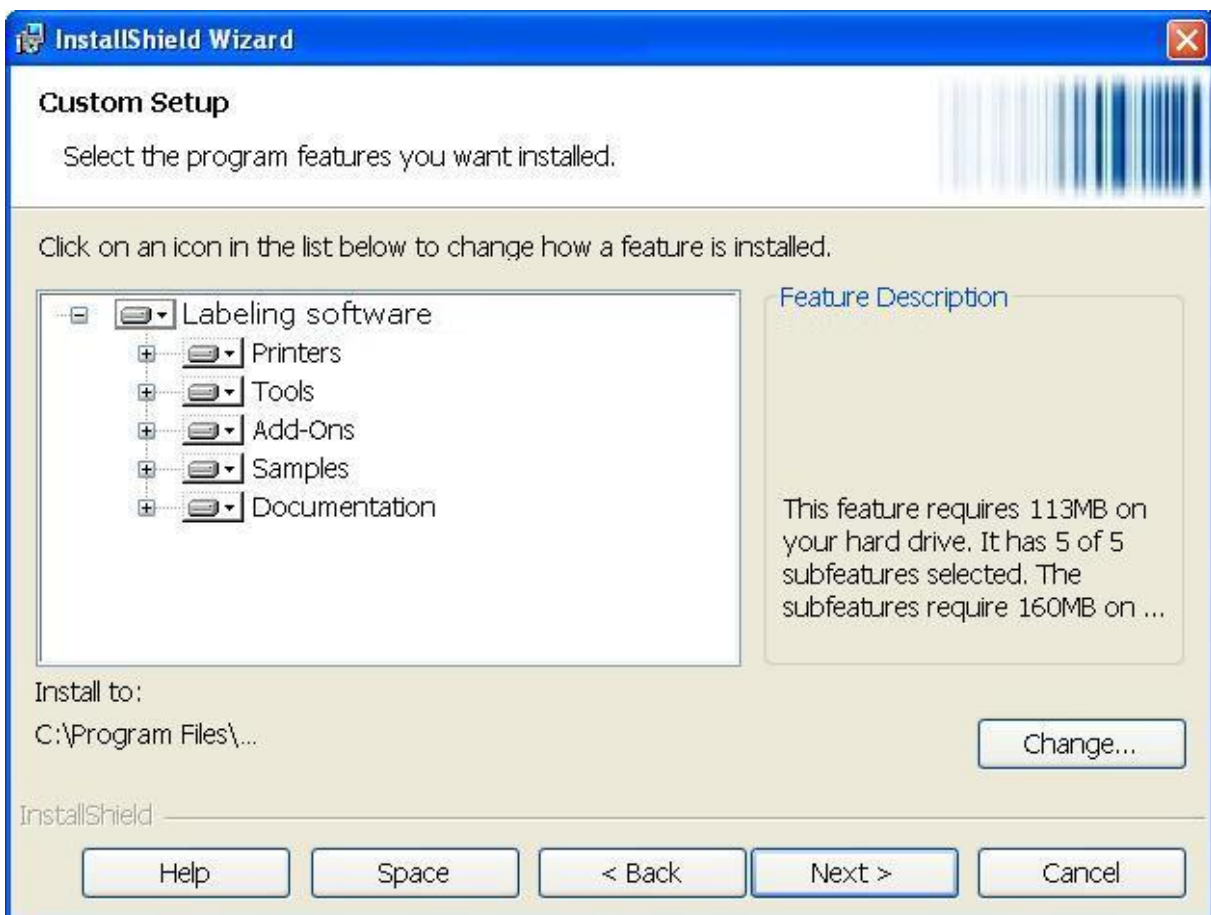 InstallShield Wizard
Custom Setup
Select the program features you want installed.
Click on an icon in the list below to change how a feature is installed.
Labeling software
Printers
Tools
Add-Ons
Samples
Documentation
Feature Description
This feature requires 113MB on
your hard drive. It has 5 of 5
subfeatures selected. The
subfeatures require 160MB on ...
Install to:
C:\Program Files\...
Change...
InstallShield
Help
Space
< Back
Next >
Cancel